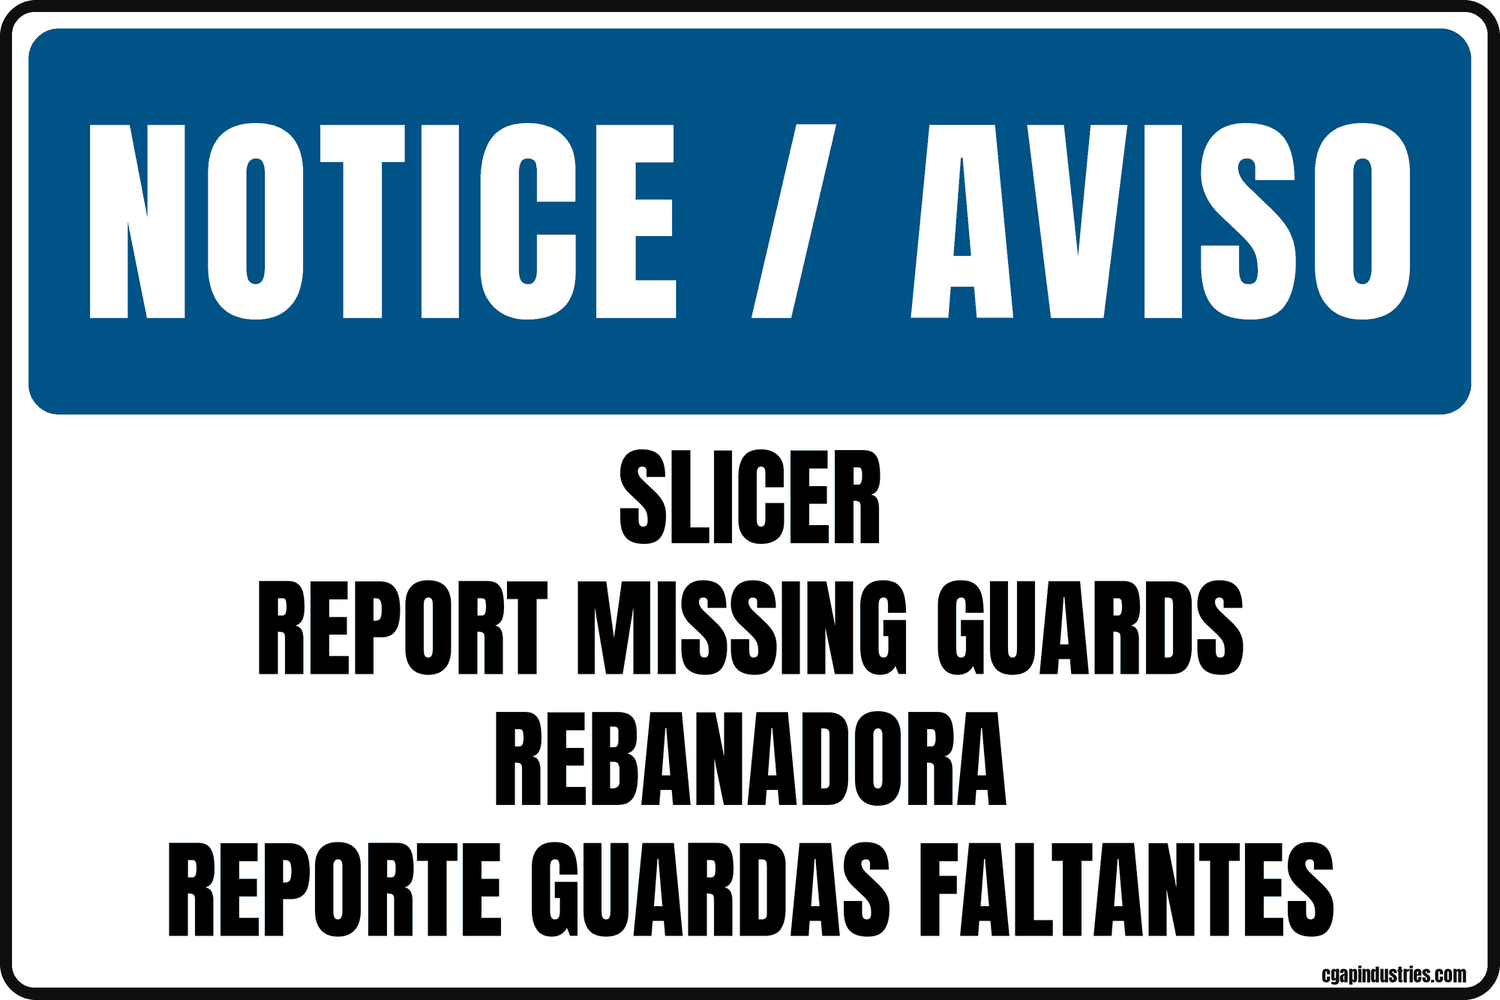 NOTICE / AVISO
SLICER
REPORT MISSING GUARDS
REBANADORA
REPORTE GUARDAS FALTANTES
cgapindustries.com